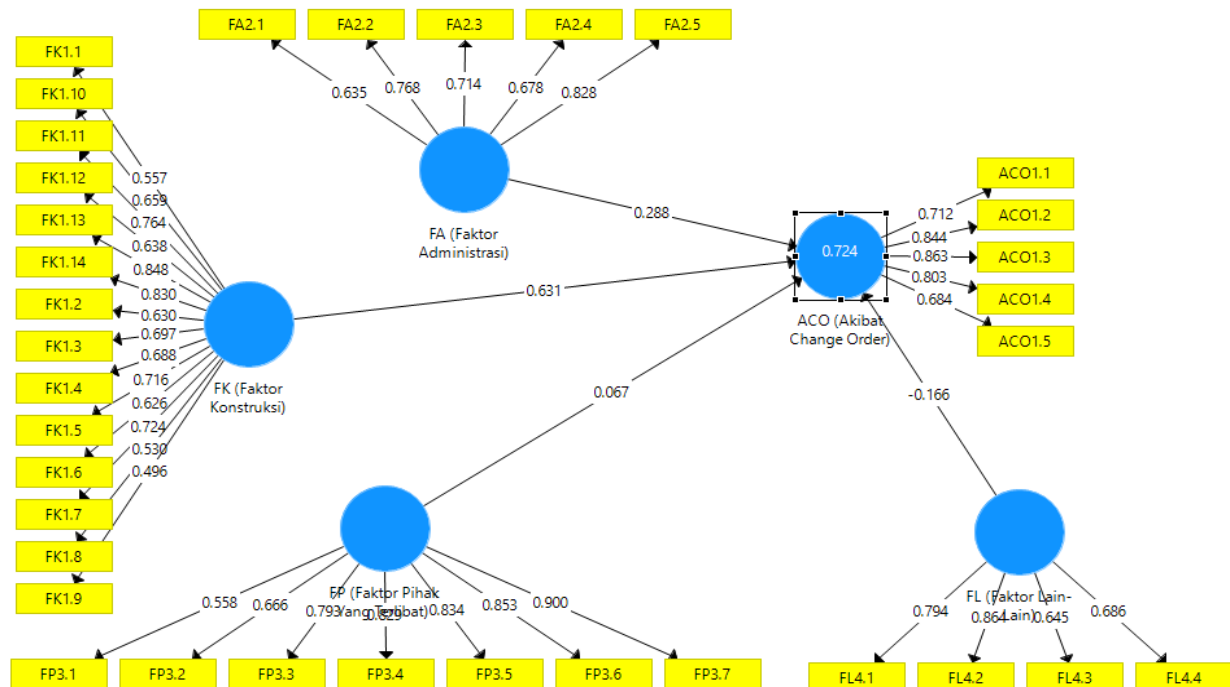 FA2.1
FA2.2
FA2.3
FA2.4
FA2.5
0.635
0.768
0.714
0.678
0.828
FA (Faktor
Administrasi)
FK1.1
FK1.10
FK1.11
FK1.12
FK1.13
FK1.14
FK1.2
FK1.3
FK1.4
FK1.5
FK1.6
FK1.7
FK1.8
FK1.9
0.557
0.659
0.764
0.638
0.848
0.830
0.630
0.697
0.688
0.716
0.626
0.724
0.530
0.496
FK (Faktor
Konstruksi)
0.288
0.631
0.067
-0.166
0.724
ACO (Akibat
Change Order)
0.712
0.844
0.863
0.803
0.684
ACO1.1
ACO1.2
ACO1.3
ACO1.4
ACO1.5
FP (Faktor Pihak
Yang Terlibat)
0.558
0.666
0.793
0.829
0.834
0.853
0.900
FP3.1
FP3.2
FP3.3
FP3.4
FP3.5
FP3.6
FP3.7
FL (Faktor Lain-
Lain)
0.794
0.864
0.645
0.686
FL4.1
FL4.2
FL4.3
FL4.4